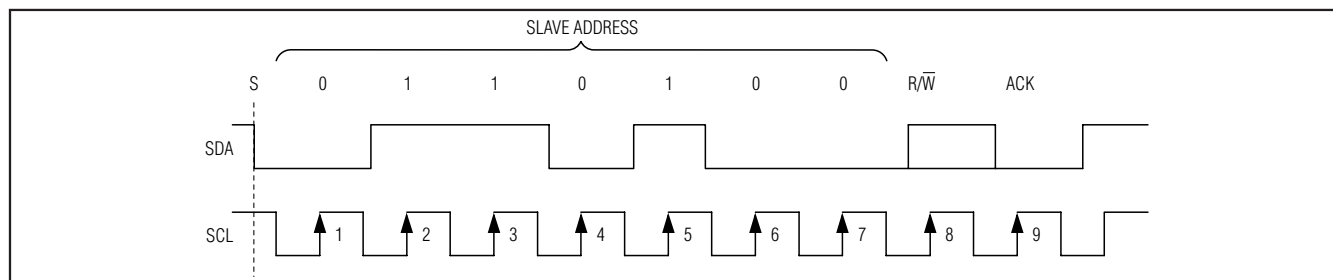 SLAVE ADDRESS
S 0 1 1 0 1 0 0 R/W̅ ACK
SDA
SCL 1 2 3 4 5 6 7 8 9